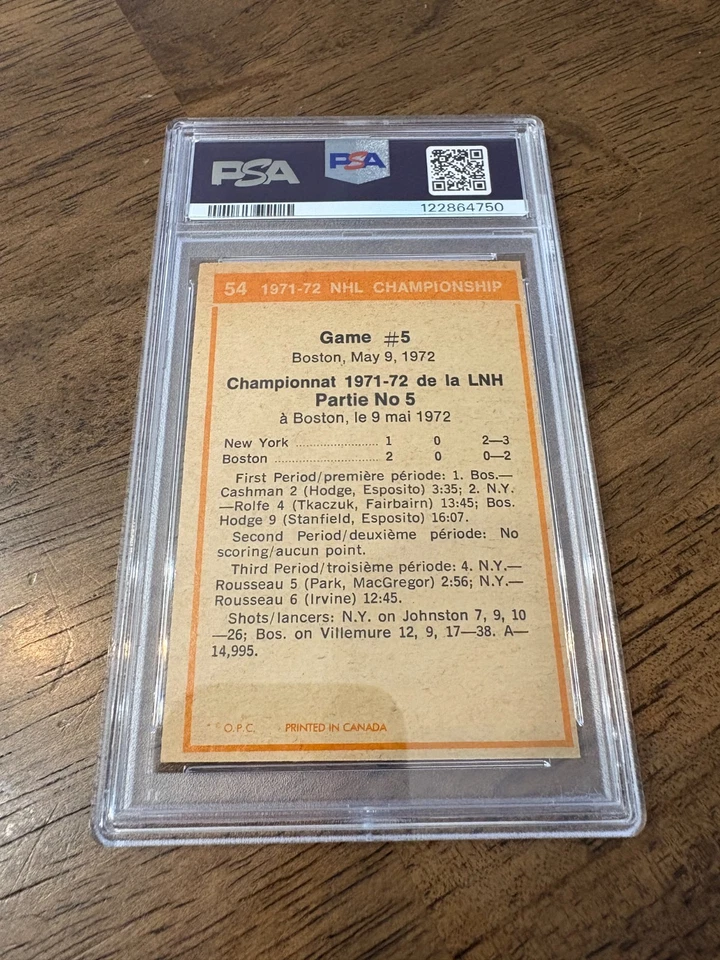 PSA PSA
122864750
54 1971-72 NHL CHAMPIONSHIP
Game #5
Boston, May 9, 1972
Championnat 1971-72 de la LNH
Partie No 5
à Boston, le 9 mai 1972
New York ........................ 1 0 2—3
Boston ............................. 2 0 0—2
First Period/première période: 1. Bos.—
Cashman 2 (Hodge, Esposito) 3:35; 2. N.Y.
—Rolfe 4 (Tkaczuk, Fairbairn) 13:45; Bos.
Hodge 9 (Stanfield, Esposito) 16:07.
Second Period/deuxième période: No
scoring/aucun point.
Third Period/troisième période: 4. N.Y.—
Rousseau 5 (Park, MacGregor) 2:56; N.Y.—
Rousseau 6 (Irvine) 12:45.
Shots/lancers: N.Y. on Johnston 7, 9, 10
—26; Bos. on Villemure 12, 9, 17—38. A—
14,995.
O.P.C. PRINTED IN CANADA